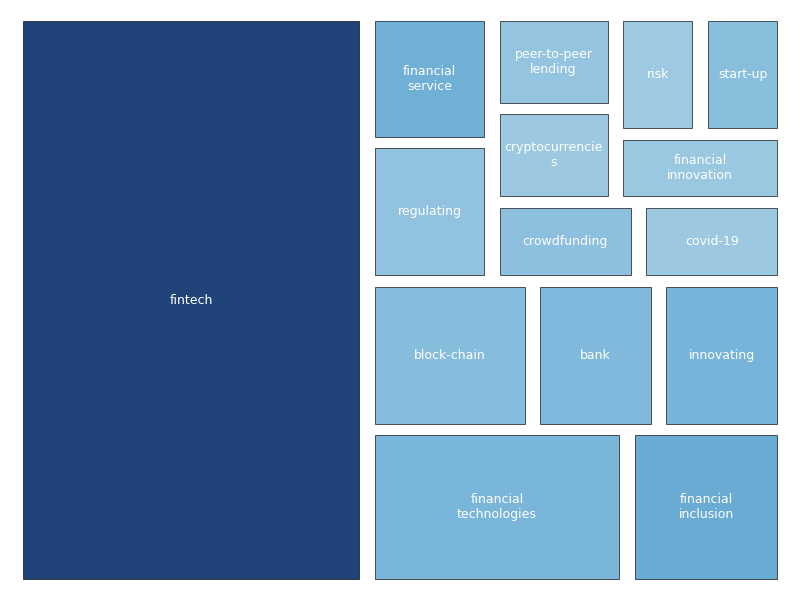 fintech
financial
service
peer-to-peer
lending
risk
start-up
cryptocurrencie
s
financial
innovation
regulating
crowdfunding
covid-19
block-chain
bank
innovating
financial
technologies
financial
inclusion